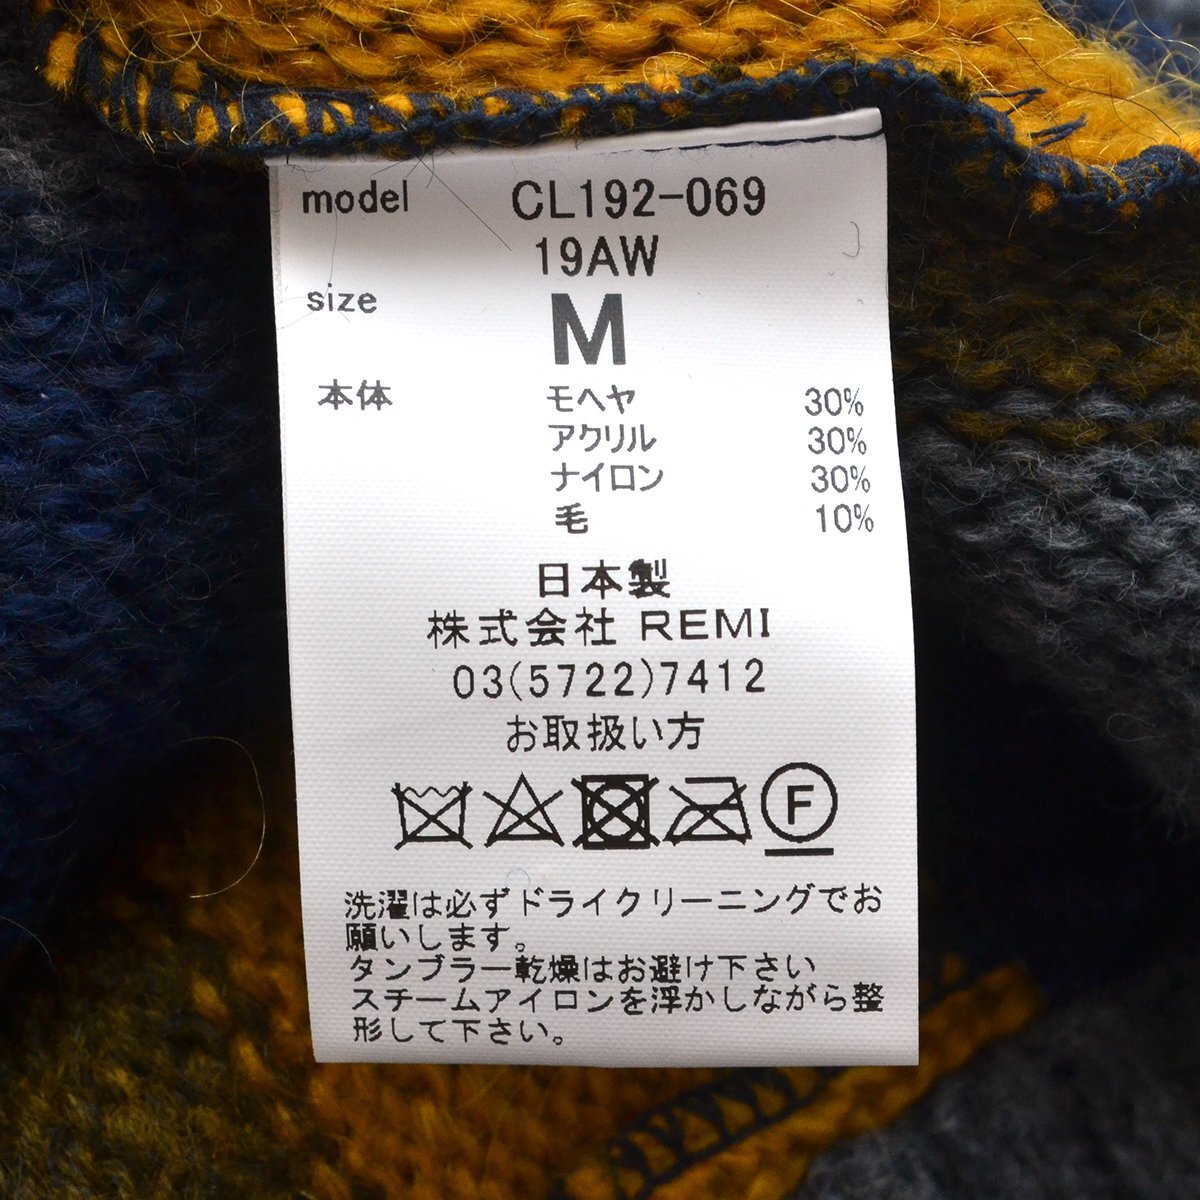 model CL192-069
19AW
size M
本体 モヘヤ 30%
アクリル 30%
ナイロン 30%
毛 10%
日本製
株式会社 REMI
03(5722)7412
お取扱い方
F
洗濯は必ずドライクリーニングでお
願いします。
タンブラー乾燥はお避け下さい
スチームアイロンを浮かしながら整
形して下さい。